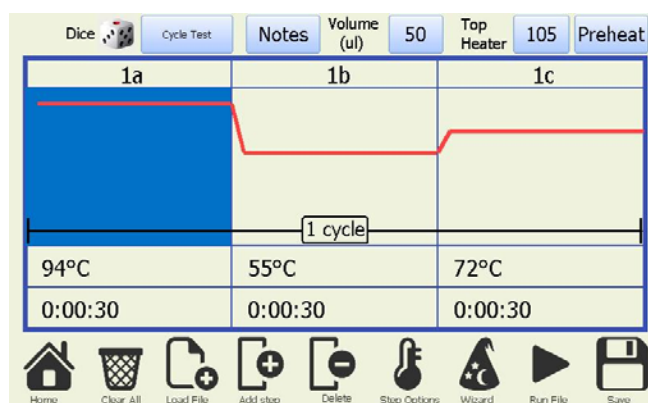 Dice Cycle Test Notes Volume (ul) 50 Top Heater 105 Preheat
1a 1b 1c
1 cycle
94°C 55°C 72°C
0:00:30 0:00:30 0:00:30
Home Clear All Load File Add step Delete Step Options Wizard Run File Save